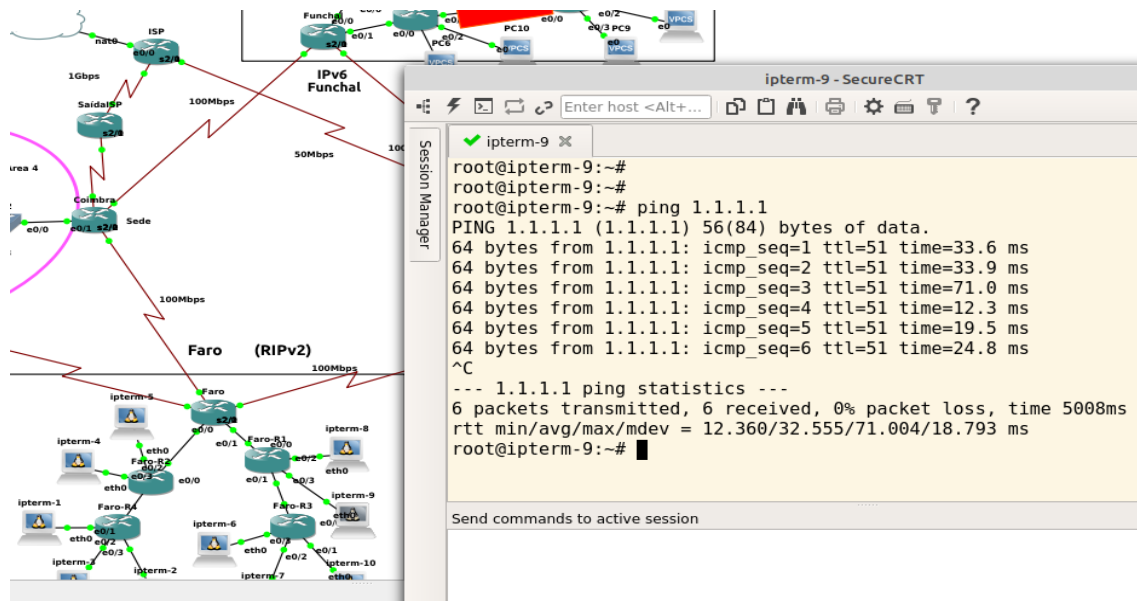 Funchal
e0/0
e0/1
s2/0
e0/0
e0/2
PC6
VPCS
PC10
VPCS
e0
e0/2
e0/3
PC9
VPCS
e0
VPCS
ISP
nat0
e0/0
s2/0
1Gbps
IPv6
Funchal
100Mbps
SaídaISP
50Mbps
Area 4
Coimbra
e0/0
e0/1
Sede
100Mbps
Faro (RIPv2)
100Mbps
Faro
ipterm-5
e0/0
e0/1
Faro-R1
e0/0
ipterm-8
ipterm-4
eth0
e0/2
eth0
Faro-R2
e0/2
e0/3
e0/0
eth0
e0/1
e0/3
ipterm-1
Faro-R4
ipterm-9
eth0
Faro-R3
ipterm-6
eth0
e0/1
e0/2
e0/3
eth0
e0/3
e0/2
e0/1
ipterm-2
ipterm-7
ipterm-10
eth0
ipterm-9 - SecureCRT
Enter host <Alt+...
Session Manager
ipterm-9
root@ipterm-9:~#
root@ipterm-9:~#
root@ipterm-9:~# ping 1.1.1.1
PING 1.1.1.1 (1.1.1.1) 56(84) bytes of data.
64 bytes from 1.1.1.1: icmp_seq=1 ttl=51 time=33.6 ms
64 bytes from 1.1.1.1: icmp_seq=2 ttl=51 time=33.9 ms
64 bytes from 1.1.1.1: icmp_seq=3 ttl=51 time=71.0 ms
64 bytes from 1.1.1.1: icmp_seq=4 ttl=51 time=12.3 ms
64 bytes from 1.1.1.1: icmp_seq=5 ttl=51 time=19.5 ms
64 bytes from 1.1.1.1: icmp_seq=6 ttl=51 time=24.8 ms
^C
--- 1.1.1.1 ping statistics ---
6 packets transmitted, 6 received, 0% packet loss, time 5008ms
rtt min/avg/max/mdev = 12.360/32.555/71.004/18.793 ms
root@ipterm-9:~#
Send commands to active session